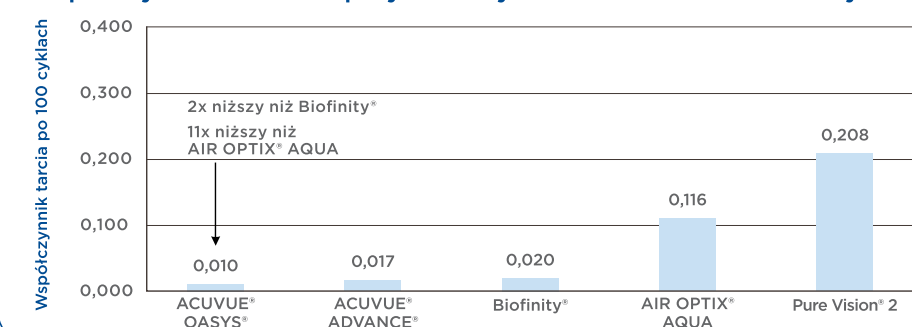 Współczynnik tarcia po 100 cyklach
0,400
0,300
0,200
0,100
0,000
2x niższy niż Biofinity®
11x niższy niż
AIR OPTIX® AQUA
0,010
0,017
0,020
0,116
0,208
ACUVUE®
OASYS®
ACUVUE®
ADVANCE®
Biofinity®
AIR OPTIX®
AQUA
Pure Vision® 2